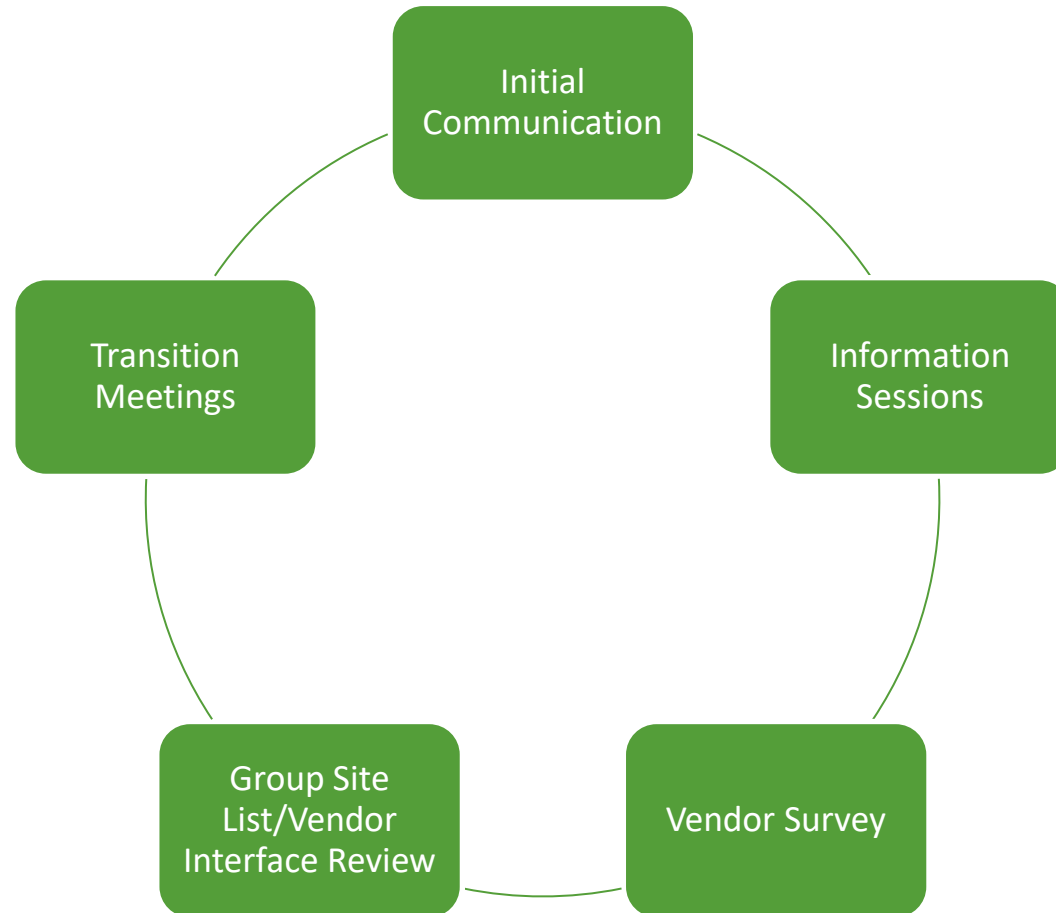 Initial
Communication
Information
Sessions
Vendor Survey
Group Site
List/Vendor
Interface Review
Transition
Meetings